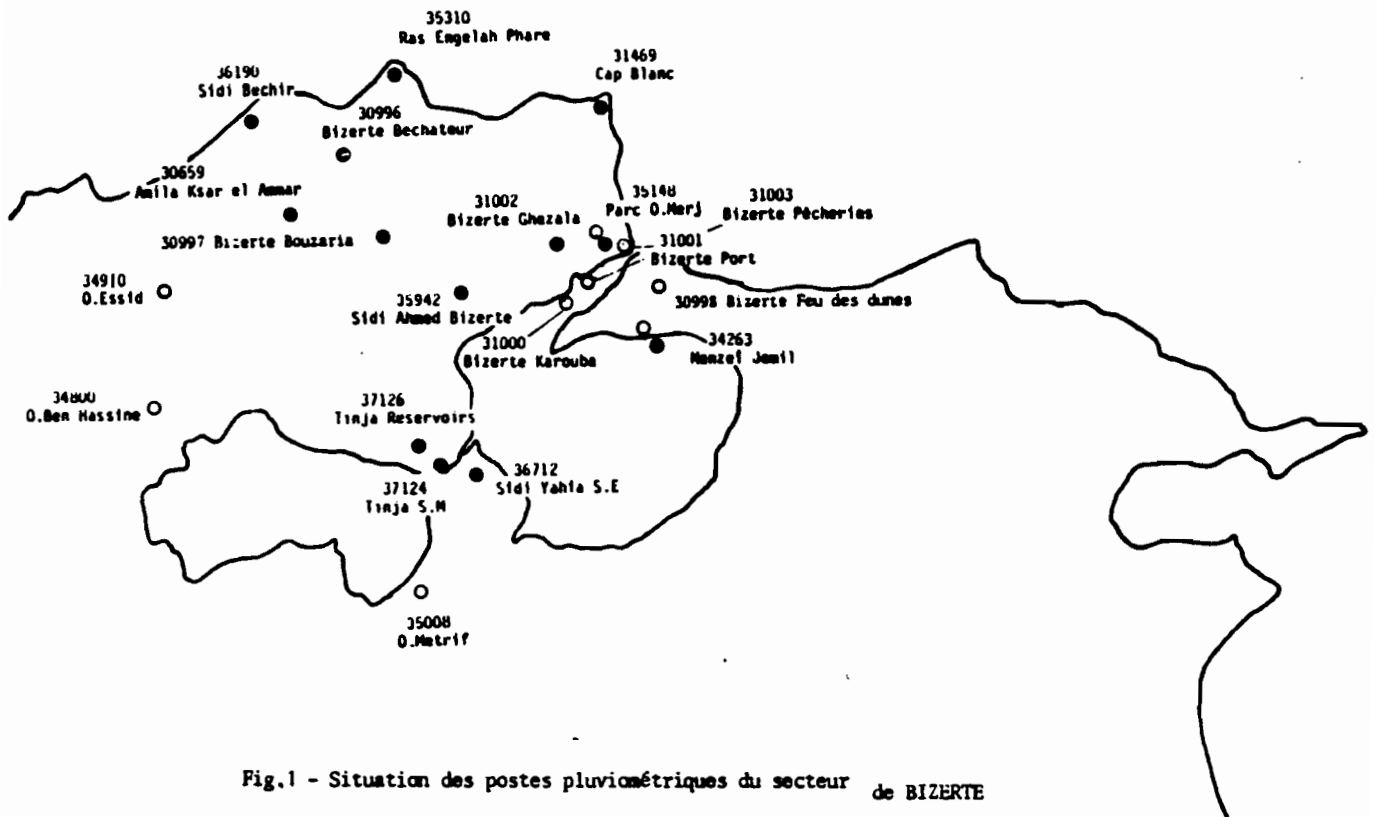 35310
Ras Emgelah Phare
31469
Cap Blanc
36190
Sidi Bechir
30996
Bizerte Bechateur
30659
Amila Ksar el Ammar
31002
Bizerte Ghezala
35148
Parc O.Merj
31003
Bizerte Pêcheries
30997 Bizerte Bouzaria
31001
Bizerte Port
34910
O.Essid
30998 Bizerte Feu des dunes
35942
Sidi Ahmed Bizerte
31000
Bizerte Karouba
34263
Menzel Jemil
34800
O.Ben Hassine
37126
Tinja Reservoirs
36712
Sidi Yahia S.E
37124
Tinja S.M
35008
O.Metrif
Fig.1 - Situation des postes pluviométriques du secteur de BIZERTE